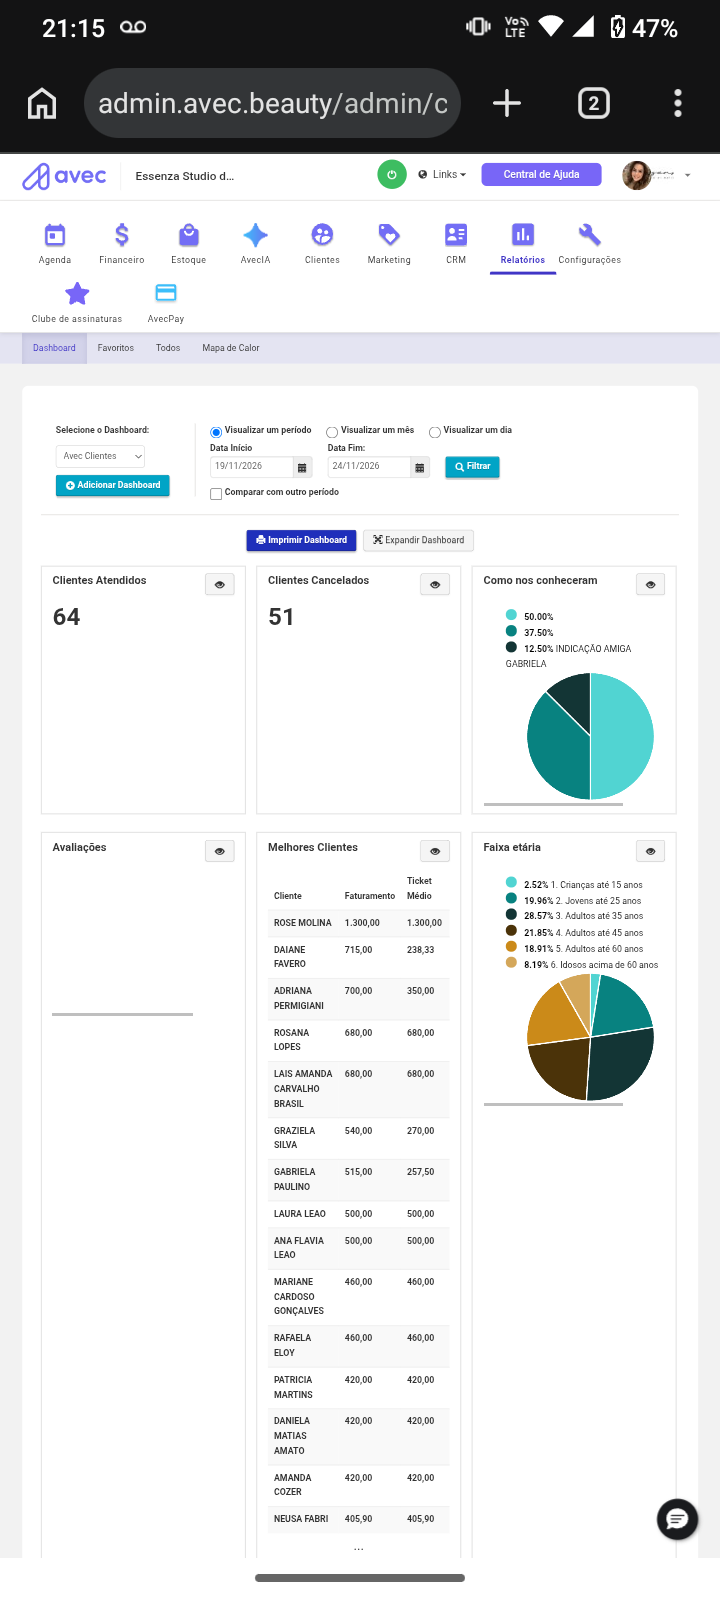 21:15
Vo LTE
47%
admin.avec.beauty/admin/c
2
avec
Essenza Studio d...
Links
Central de Ajuda
Agenda
Financeiro
Estoque
AvecIA
Clientes
Marketing
CRM
Relatórios
Configurações
Clube de assinaturas
AvecPay
Dashboard
Favoritos
Todos
Mapa de Calor
Selecione o Dashboard:
Avec Clientes
Adicionar Dashboard
Visualizar um período
Visualizar um mês
Visualizar um dia
Data Início
Data Fim:
19/11/2026
24/11/2026
Filtrar
Comparar com outro período
Imprimir Dashboard
Expandir Dashboard
Clientes Atendidos
64
Clientes Cancelados
51
Como nos conheceram
50.00%
37.50%
12.50% INDICAÇÃO AMIGA
GABRIELA
Avaliações
Melhores Clientes
Cliente
Faturamento
Ticket
Médio
ROSE MOLINA 1.300,00 1.300,00
DAIANE
FAVERO
715,00 238,33
ADRIANA
PERMIGIANI
700,00 350,00
ROSANA
LOPES
680,00 680,00
LAIS AMANDA
CARVALHO
BRASIL
680,00 680,00
GRAZIELA
SILVA
540,00 270,00
GABRIELA
PAULINO
515,00 257,50
LAURA LEAO 500,00 500,00
ANA FLAVIA
LEAO
500,00 500,00
MARIANE
CARDOSO
GONÇALVES
460,00 460,00
RAFAELA
ELOY
460,00 460,00
PATRICIA
MARTINS
420,00 420,00
DANIELA
MATIAS
AMATO
420,00 420,00
AMANDA
COZER
420,00 420,00
NEUSA FABRI 405,90 405,90
...
Faixa etária
2.52% 1. Crianças até 15 anos
19.96% 2. Jovens até 25 anos
28.57% 3. Adultos até 35 anos
21.85% 4. Adultos até 45 anos
18.91% 5. Adultos até 60 anos
8.19% 6. Idosos acima de 60 anos